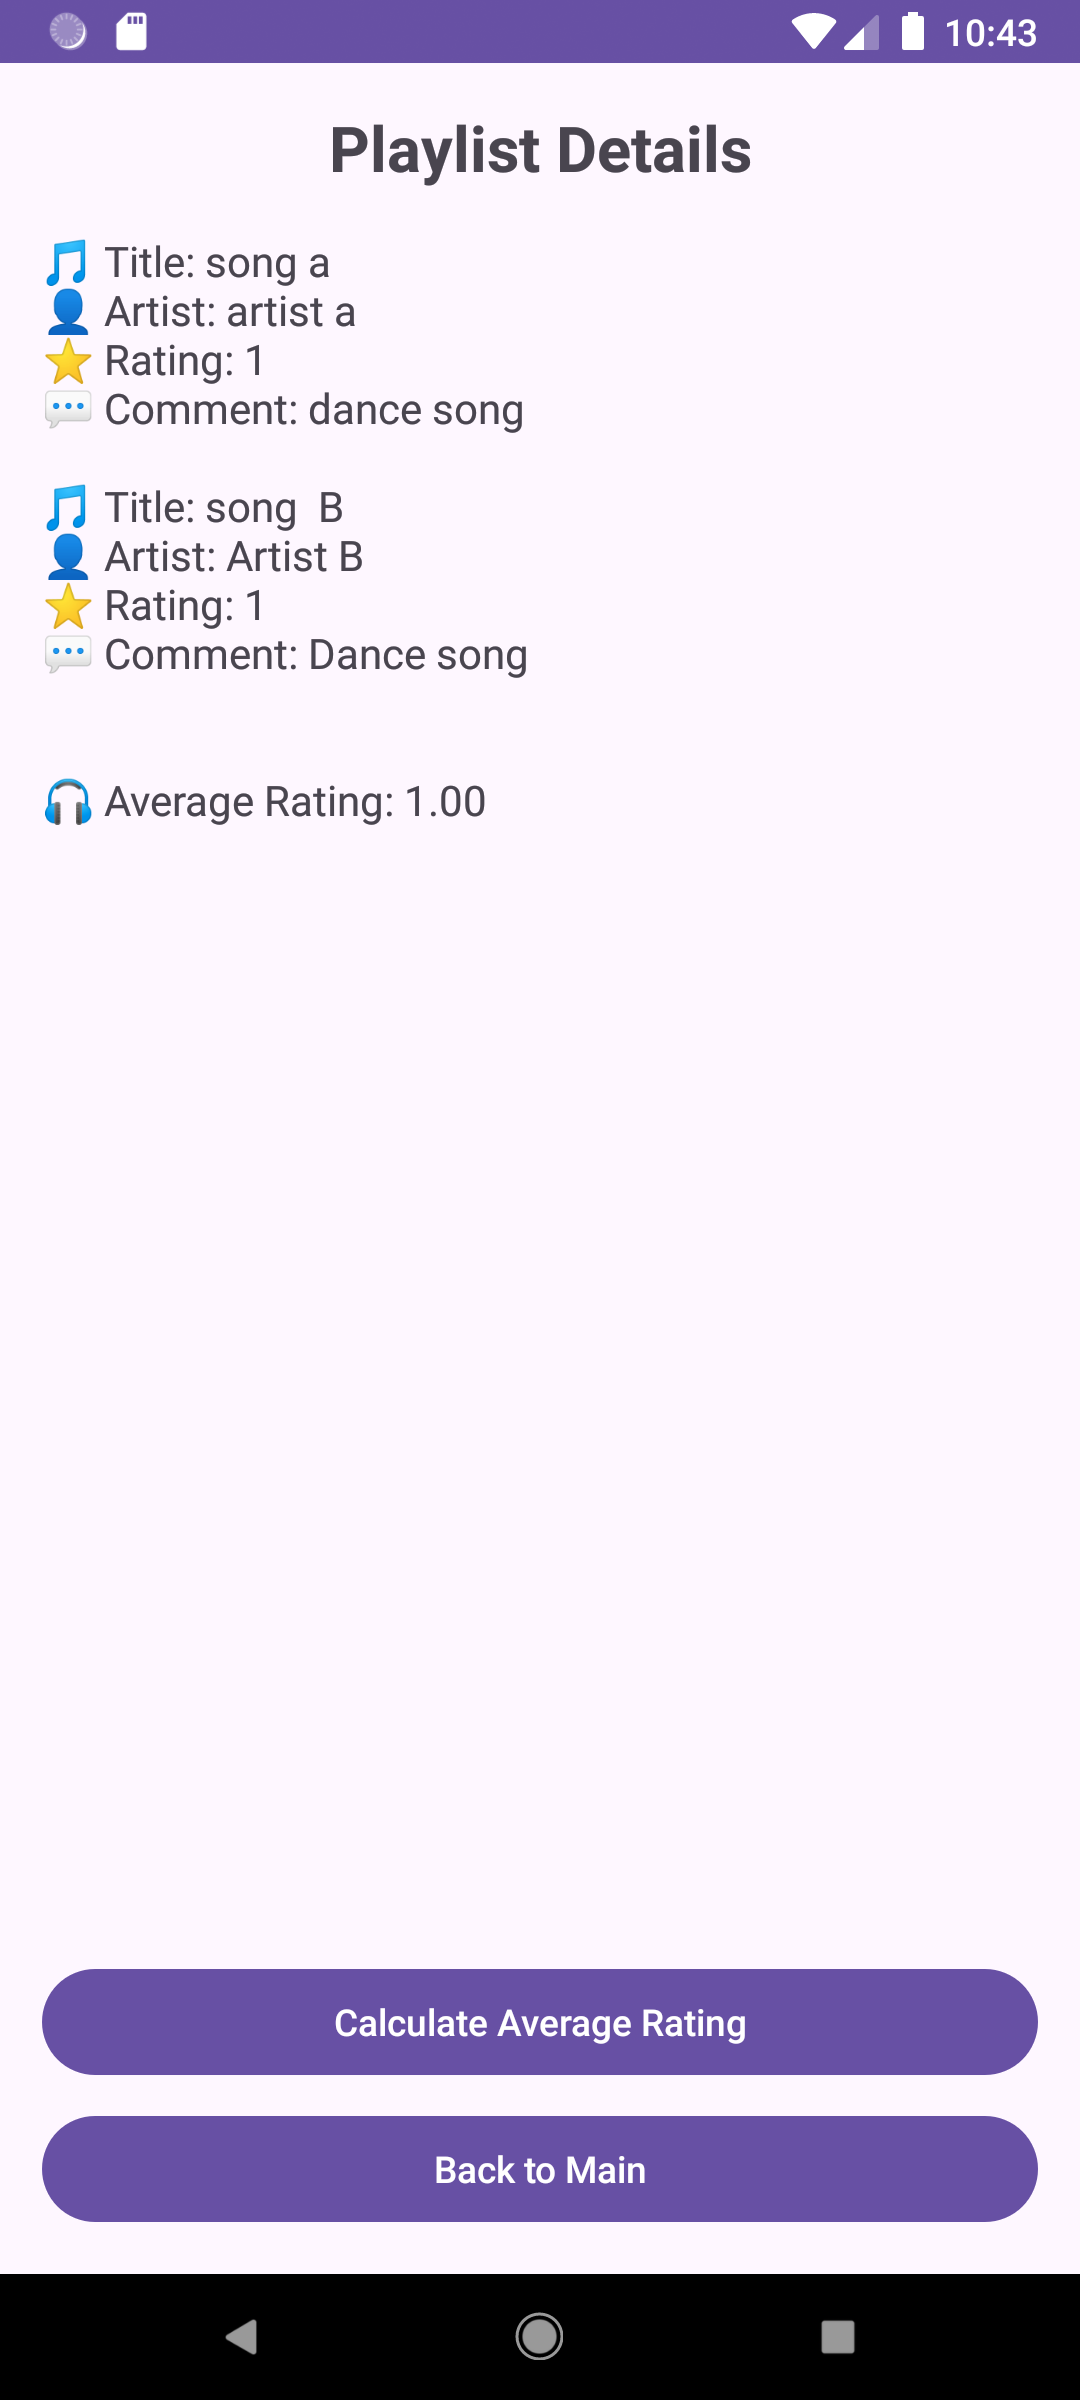 10:43
Playlist Details
🎵 Title: song a
👤 Artist: artist a
⭐ Rating: 1
💬 Comment: dance song
🎵 Title: song  B
👤 Artist: Artist B
⭐ Rating: 1
💬 Comment: Dance song
🎧 Average Rating: 1.00
Calculate Average Rating
Back to Main